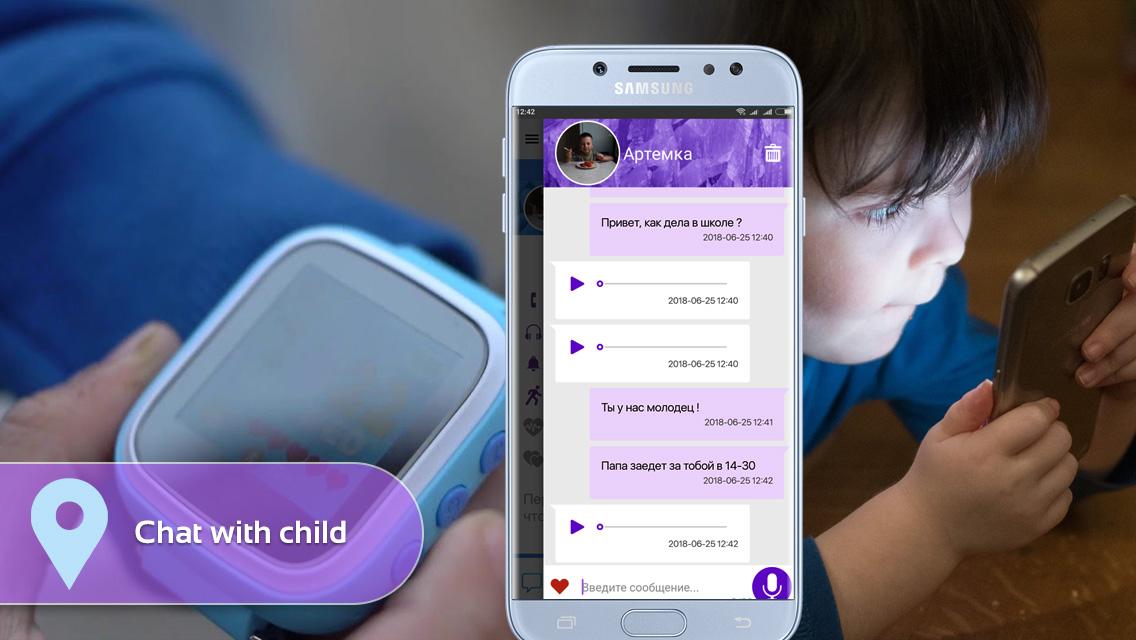 SAMSUNG
12:42
Артемка
Привет, как дела в школе ?
2018-06-25 12:40
2018-06-25 12:40
2018-06-25 12:40
Ты у нас молодец !
2018-06-25 12:41
Папа заедет за тобой в 14-30
2018-06-25 12:42
2018-06-25 12:42
Введите сообщение...
Chat with child